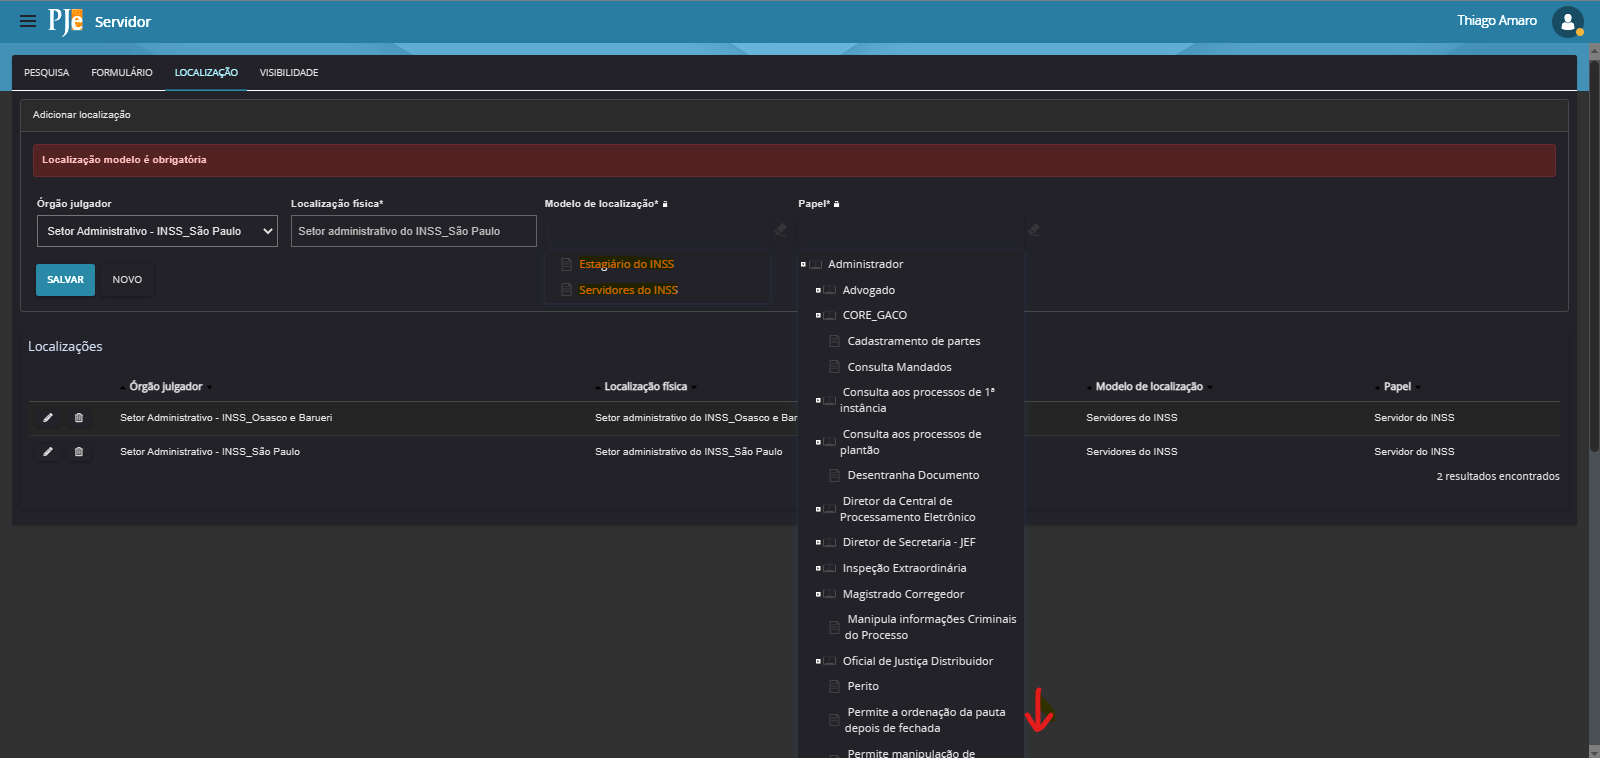 PJe Servidor
Thiago Amaro
PESQUISA FORMULÁRIO LOCALIZAÇÃO VISIBILIDADE
Adicionar localização
Localização modelo é obrigatória
Órgão julgador Localização física* Modelo de localização* Papel*
Setor Administrativo - INSS_São Paulo Setor administrativo do INSS_São Paulo
SALVAR NOVO
Estagiário do INSS
Servidores do INSS
Administrador
Advogado
CORE_GACO
Cadastramento de partes
Consulta Mandados
Consulta aos processos de 1ª
instância
Consulta aos processos de
plantão
Desentranha Documento
Diretor da Central de
Processamento Eletrônico
Diretor de Secretaria - JEF
Inspeção Extraordinária
Magistrado Corregedor
Manipula informações Criminais
do Processo
Oficial de Justiça Distribuidor
Perito
Permite a ordenação da pauta
depois de fechada
Permite manipulação de
Localizações
Órgão julgador Localização física Modelo de localização Papel
Setor Administrativo - INSS_Osasco e Barueri Setor administrativo do INSS_Osasco e Bar Servidores do INSS Servidor do INSS
Setor Administrativo - INSS_São Paulo Setor administrativo do INSS_São Paulo Servidores do INSS Servidor do INSS
2 resultados encontrados